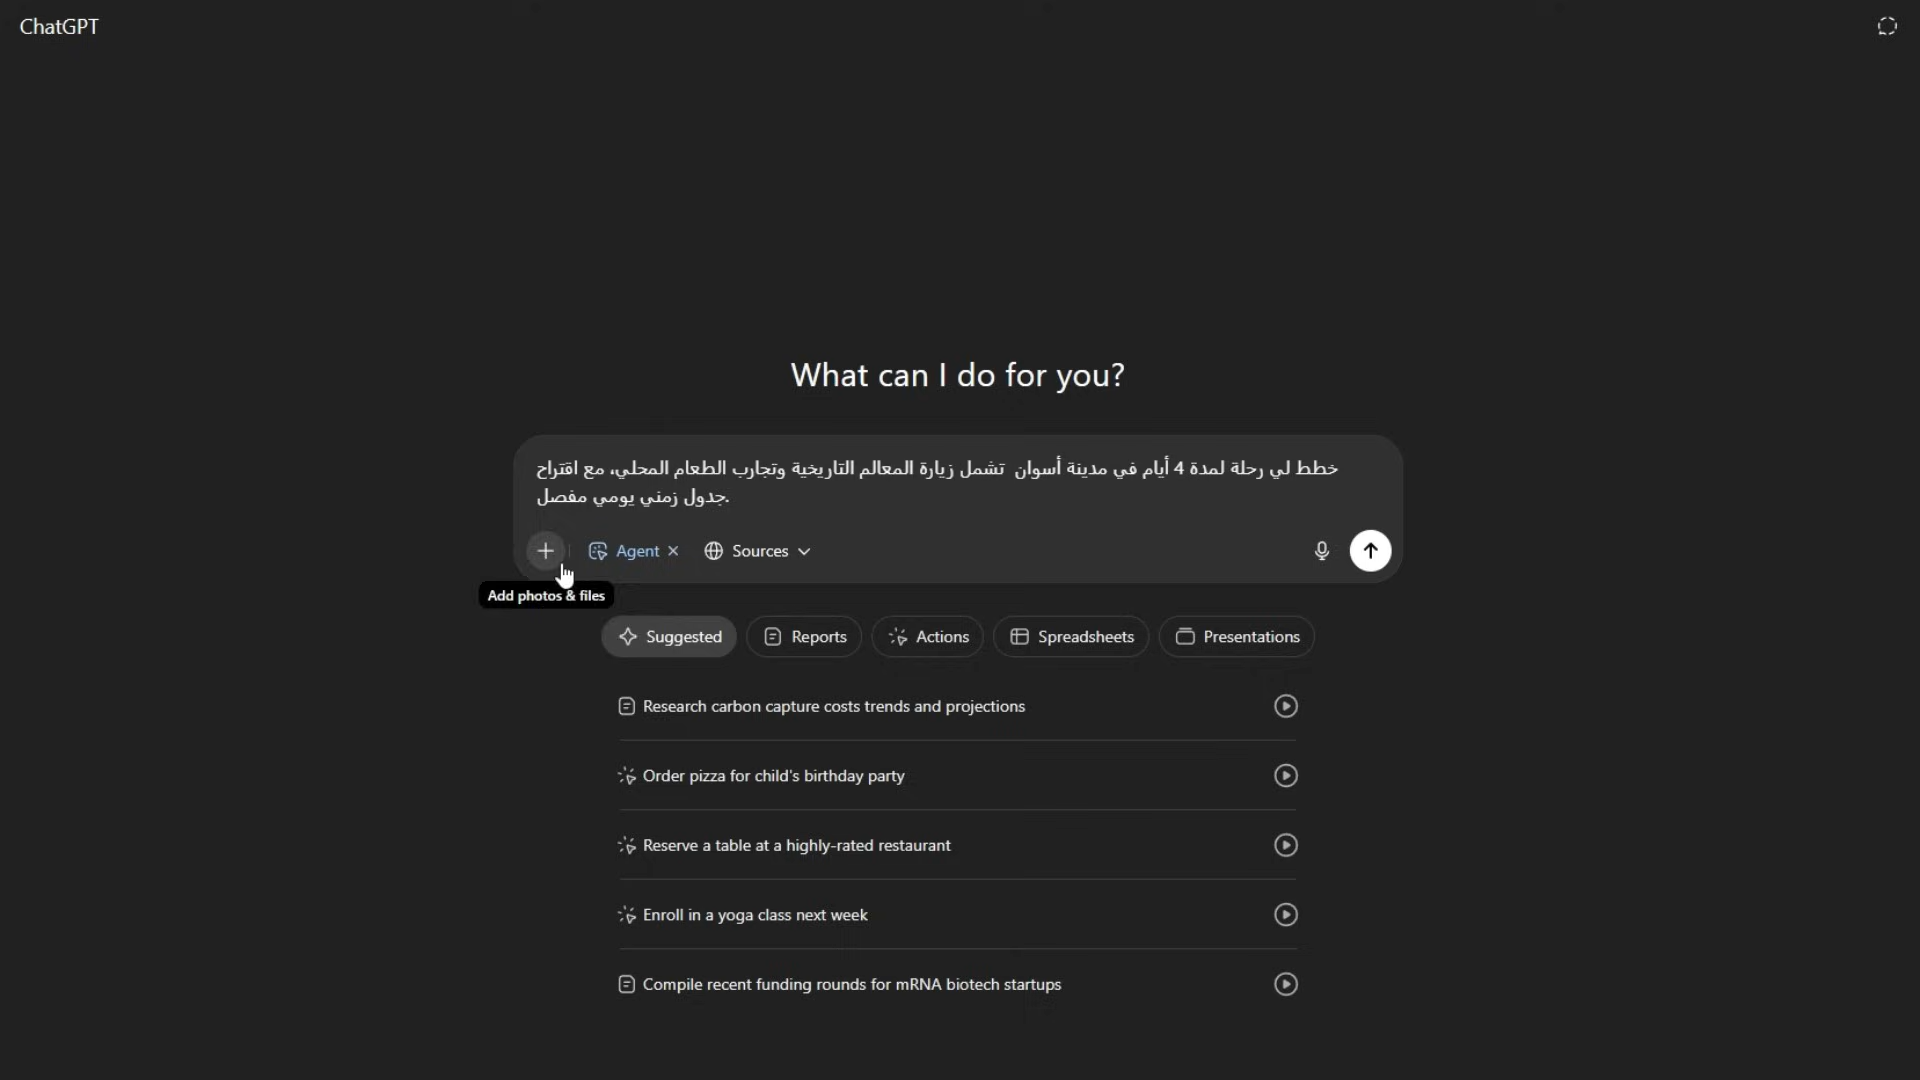 ChatGPT
What can I do for you?
خطط لي رحلة لمدة 4 أيام في مدينة أسوان تشمل زيارة المعالم التاريخية وتجارب الطعام المحلي، مع اقتراح
جدول زمني يومي مفصل.
Agent
Sources
Add photos & files
Suggested
Reports
Actions
Spreadsheets
Presentations
Research carbon capture costs trends and projections
Order pizza for child's birthday party
Reserve a table at a highly-rated restaurant
Enroll in a yoga class next week
Compile recent funding rounds for mRNA biotech startups